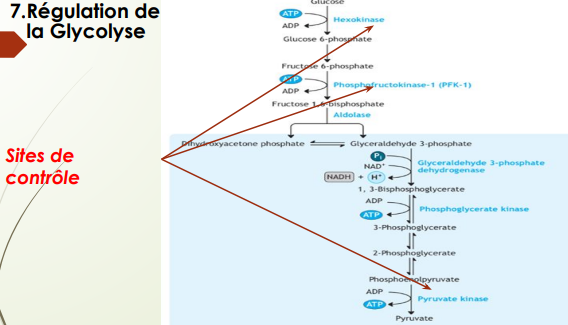 7.Régulation de
la Glycolyse
Sites de
contrôle
Glucose
ATP
Hexokinase
ADP
Glucose 6-phosphate
Fructose 6-phosphate
ATP
Phosphofructokinase-1 (PFK-1)
ADP
Fructose 1,6-bisphosphate
Aldolase
Dihydroxyacetone phosphate
Glyceraldehyde 3-phosphate
Pi
NAD+
Glyceraldehyde 3-phosphate
dehydrogenase
NADH + H+
1, 3-Bisphosphoglycerate
ADP
Phosphoglycerate kinase
ATP
3-Phosphoglycerate
2-Phosphoglycerate
Phosphoenolpyruvate
ADP
Pyruvate kinase
ATP
Pyruvate